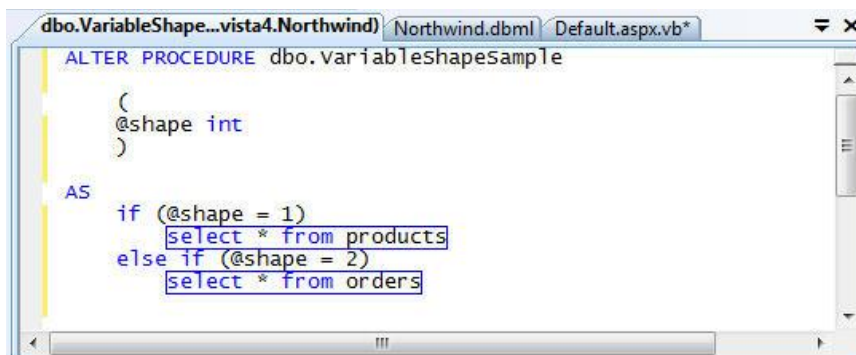 dbo.VariableShape...vista4.Northwind) Northwind.dbml Default.aspx.vb*
ALTER PROCEDURE dbo.VariableShapeSample
(
@shape int
)
AS
if (@shape = 1)
select * from products
else if (@shape = 2)
select * from orders